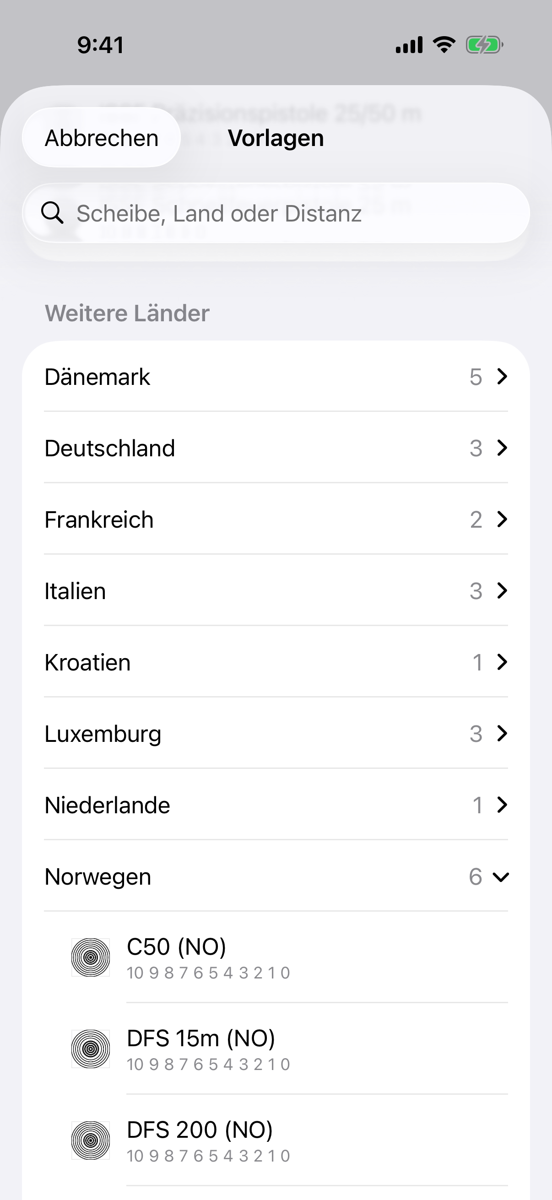 9:41
Präzisionspistole 25/50 m
Abbrechen
Vorlagen
Scheibe, Land oder Distanz
Weitere Länder
Dänemark 5
Deutschland 3
Frankreich 2
Italien 3
Kroatien 1
Luxemburg 3
Niederlande 1
Norwegen 6
C50 (NO)
10 9 8 7 6 5 4 3 2 1 0
DFS 15m (NO)
10 9 8 7 6 5 4 3 2 1 0
DFS 200 (NO)
10 9 8 7 6 5 4 3 2 1 0